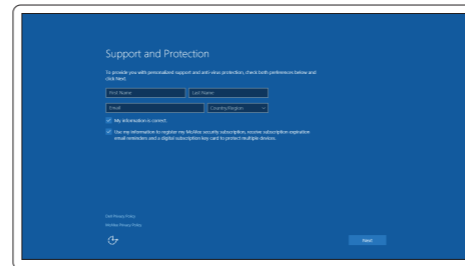 Support and Protection
To provide you with personalized support and anti-virus protection, check both preferences below and
click Next.
First Name
Last Name
Email
Country/Region
My information is correct.
Use my information to register my McAfee security subscription, receive subscription expiration
email reminders and a digital subscription key card to protect multiple devices.
Dell Privacy Policy
McAfee Privacy Policy
Next